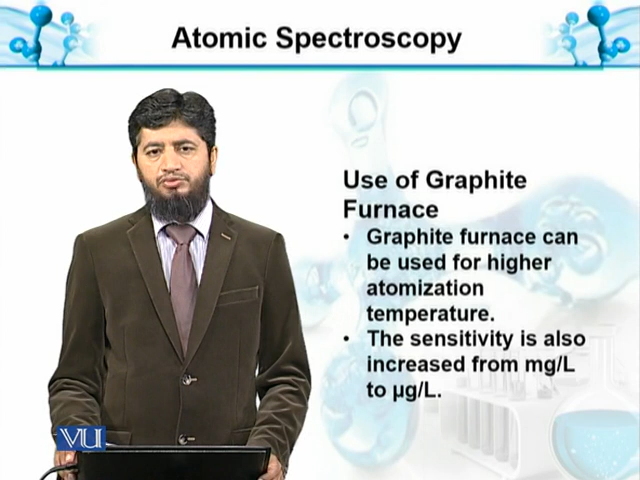 Atomic Spectroscopy
Use of Graphite
Furnace
• Graphite furnace can
be used for higher
atomization
temperature.
• The sensitivity is also
increased from mg/L
to µg/L.
VU